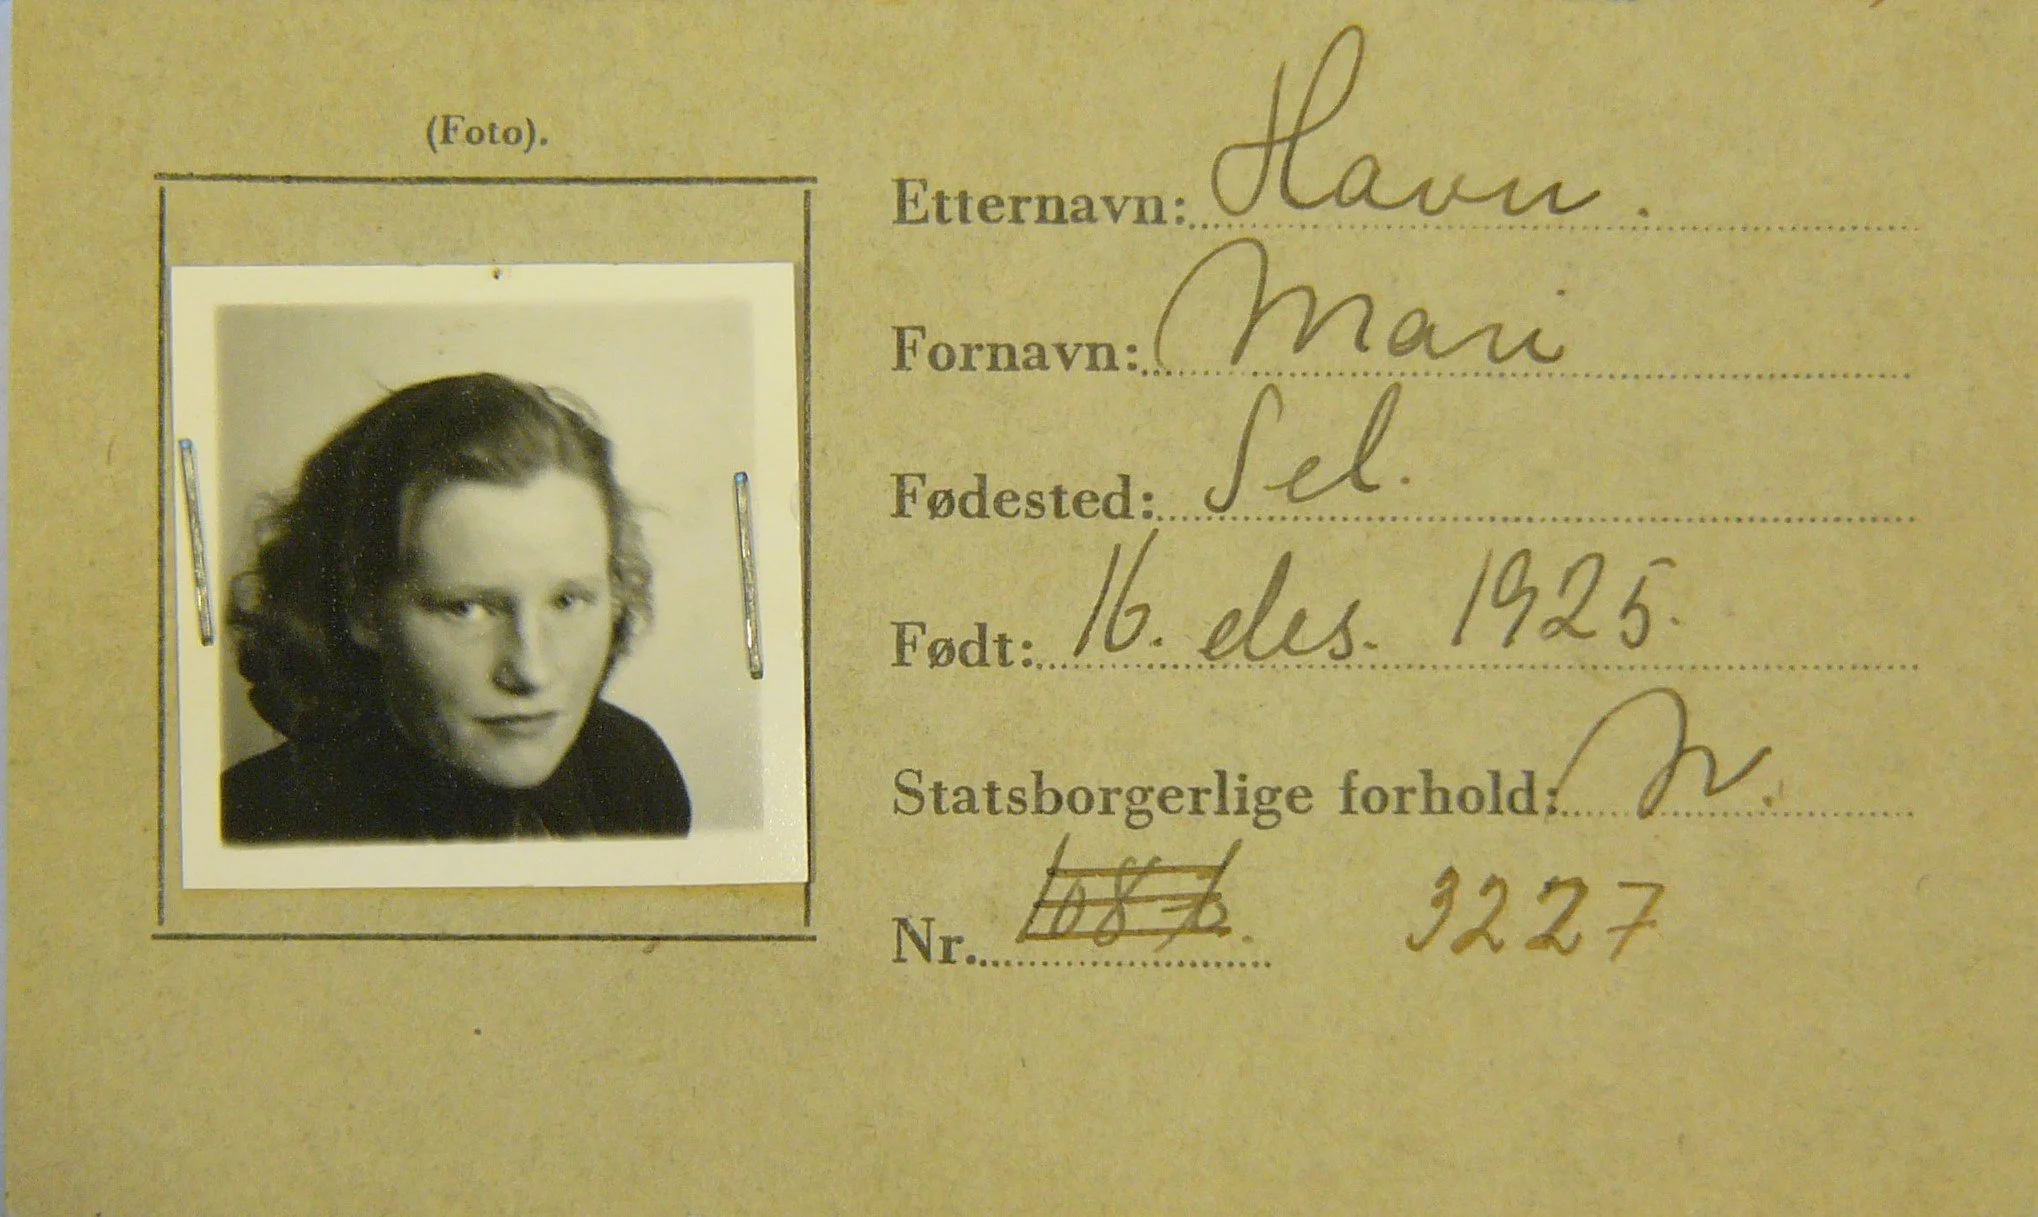 (Foto).
Etternavn: Havn.
Fornavn: Mari
Fødested: Sel.
Født: 16. des. 1925.
Statsborgerlige forhold: N.
Nr. 3227